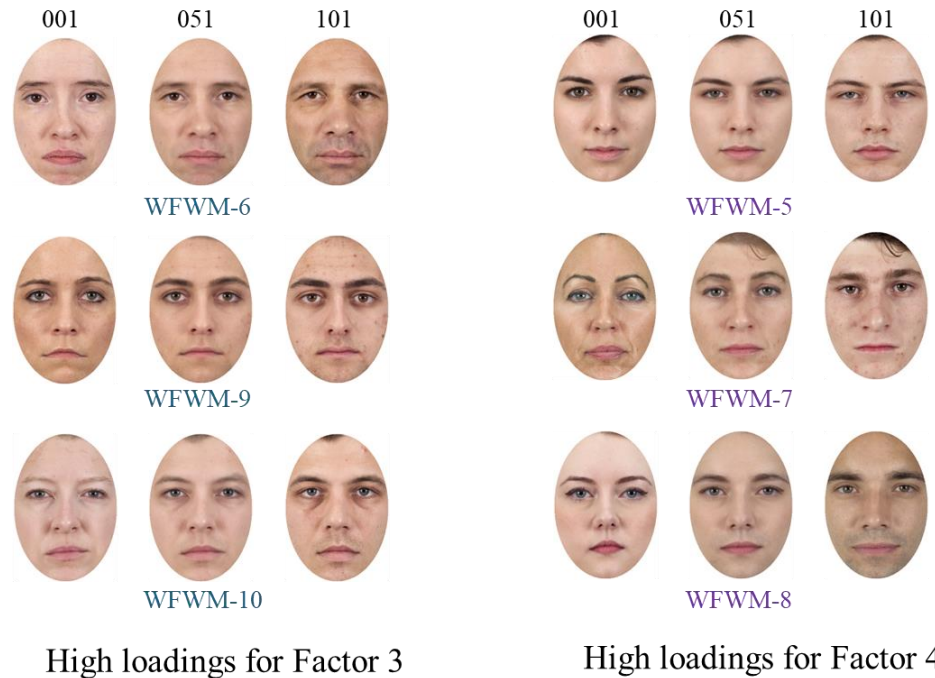 001 051 101
001 051 101
WFWM-6
WFWM-5
WFWM-9
WFWM-7
WFWM-10
WFWM-8
High loadings for Factor 3
High loadings for Factor 4